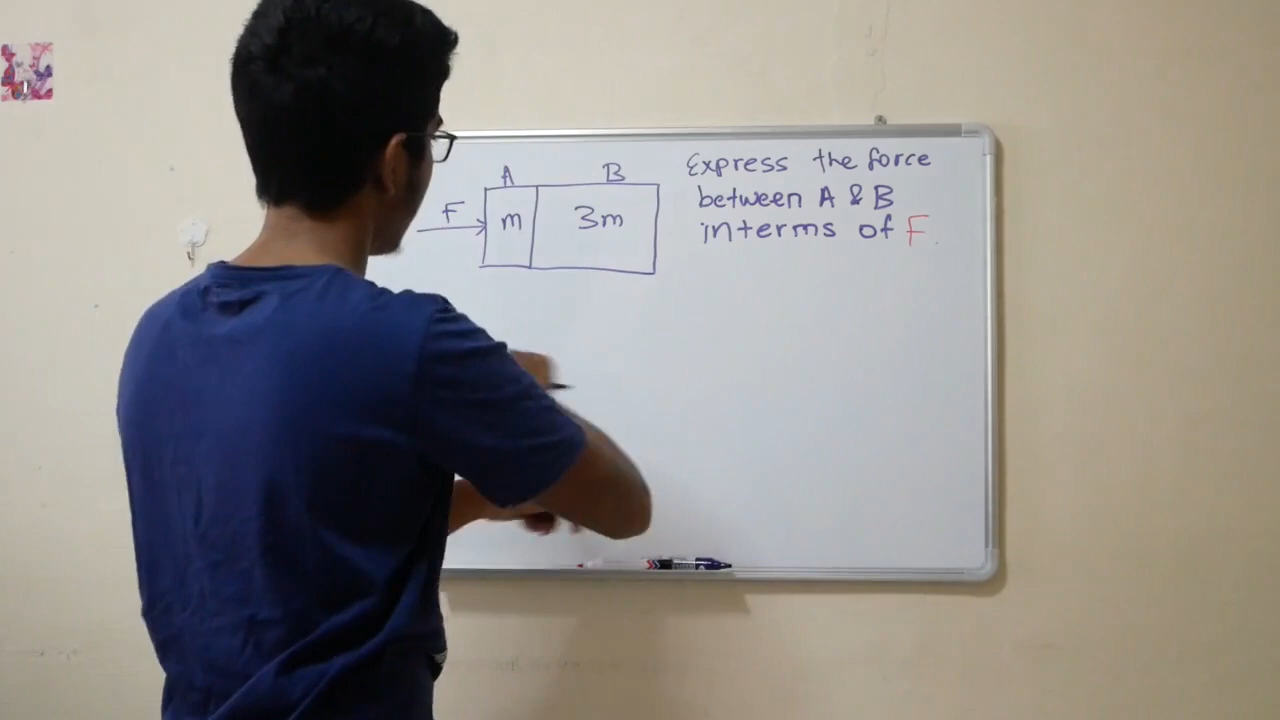 A B
F m 3m
Express the force
between A & B
interms of F.